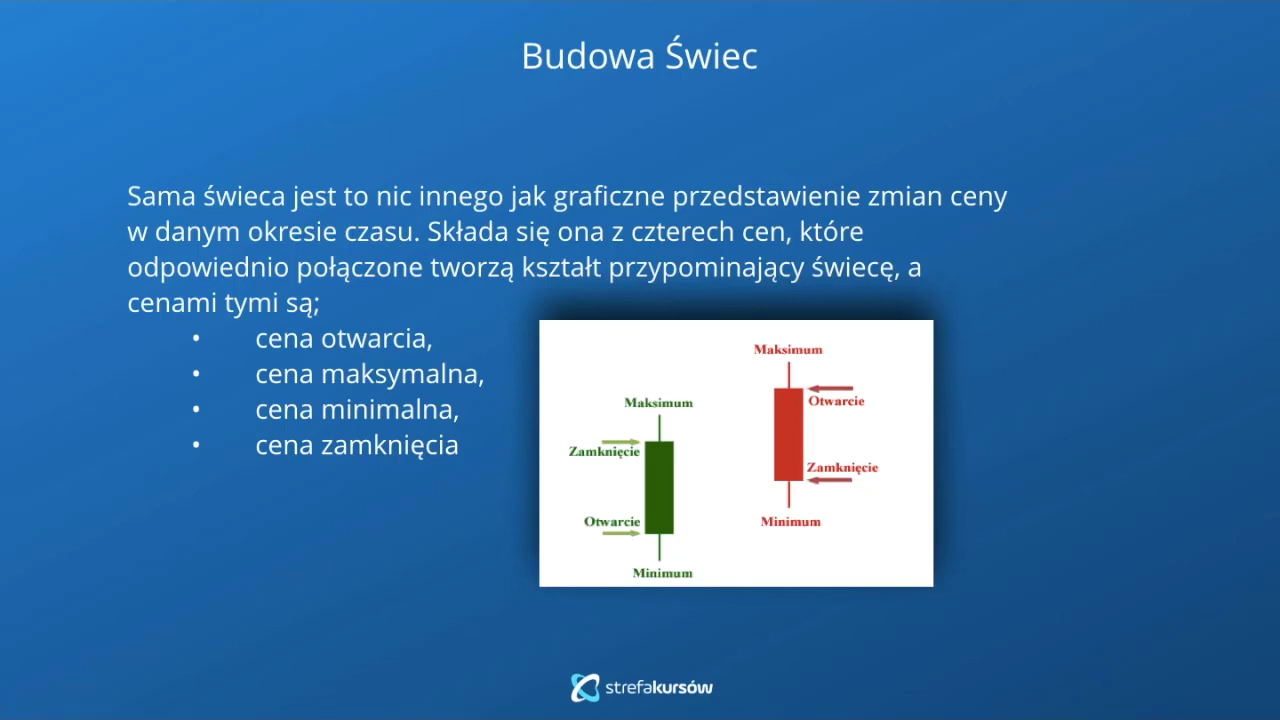 Budowa Świec
Sama świeca jest to nic innego jak graficzne przedstawienie zmian ceny
w danym okresie czasu. Składa się ona z czterech cen, które
odpowiednio połączone tworzą kształt przypominający świecę, a
cenami tymi są;
• cena otwarcia,
• cena maksymalna,
• cena minimalna,
• cena zamknięcia
Maksimum
Zamknięcie
Otwarcie
Minimum
Maksimum
Otwarcie
Zamknięcie
Minimum
strefakursów